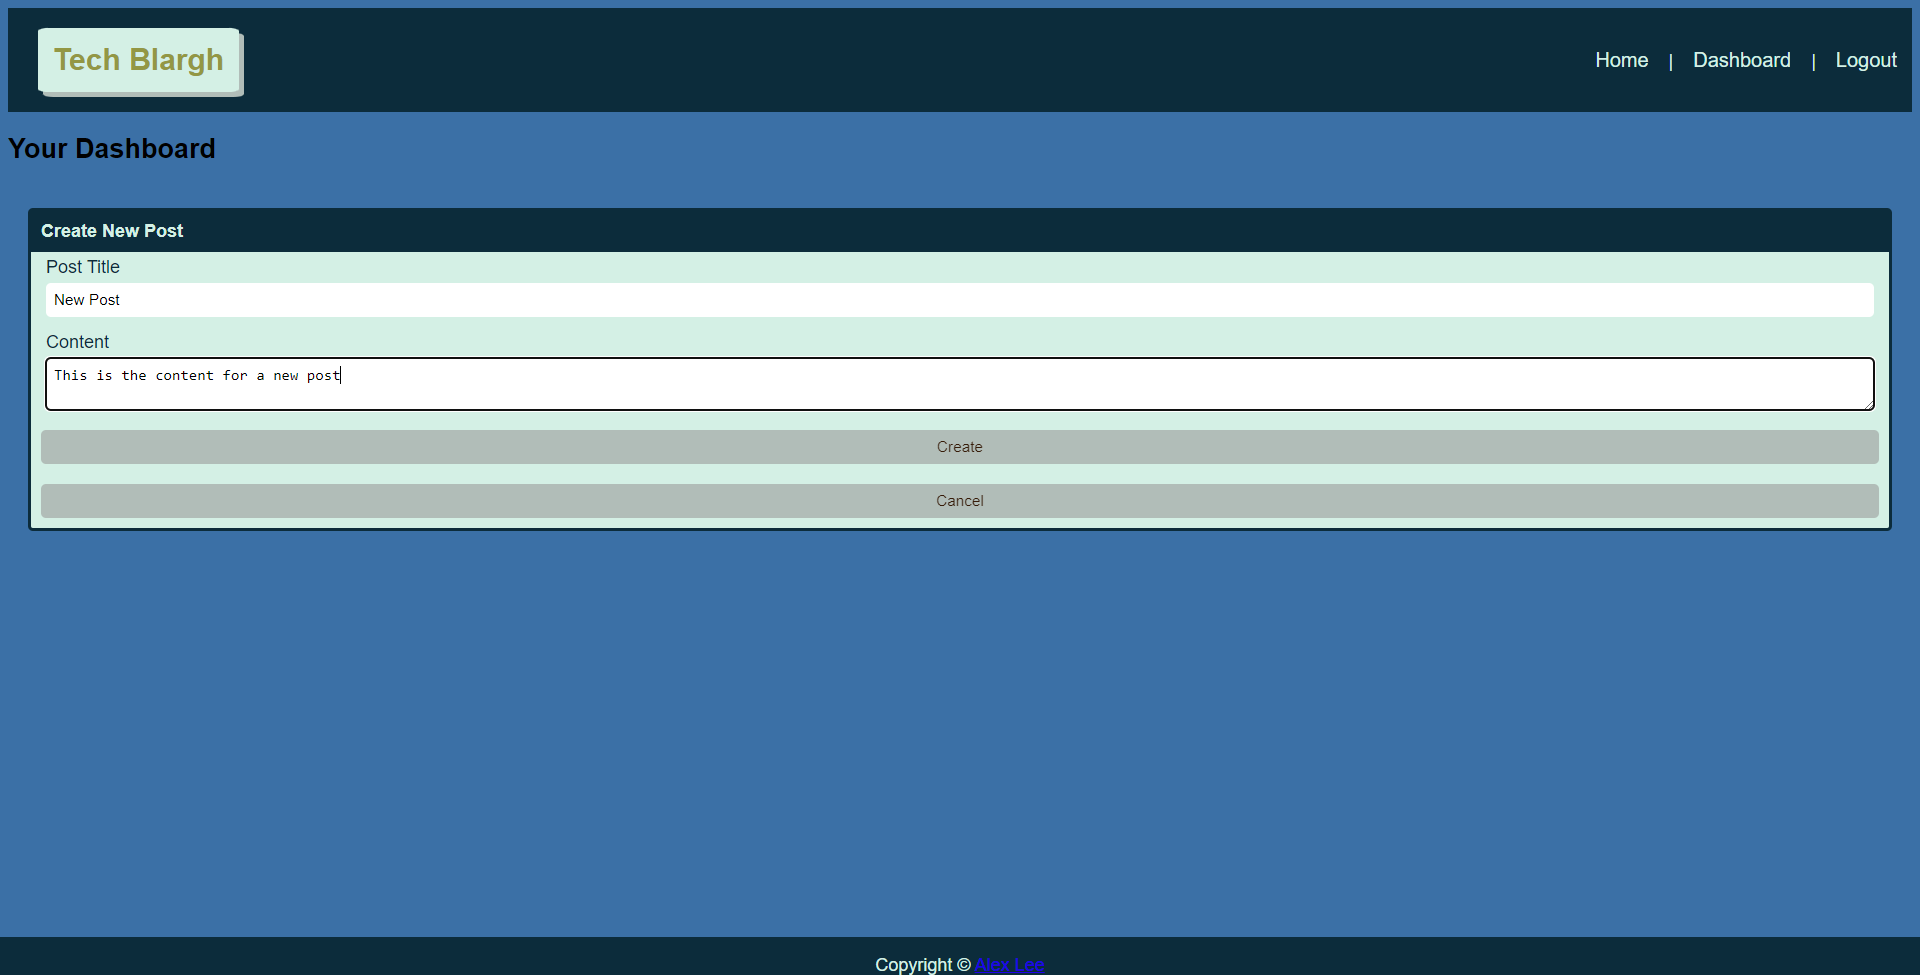 Tech Blargh
Home | Dashboard | Logout
Your Dashboard
Create New Post
Post Title
New Post
Content
This is the content for a new post
Create
Cancel
Copyright © Alex Lee